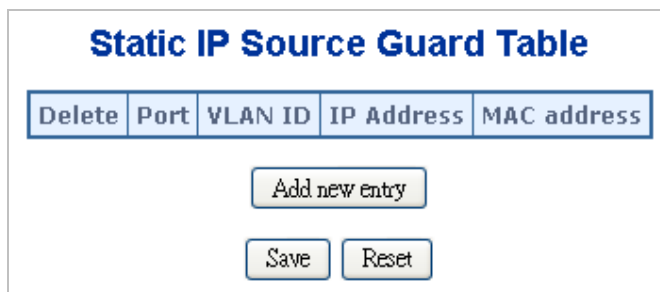 Static IP Source Guard Table
Delete Port VLAN ID IP Address MAC address
Add new entry
Save Reset